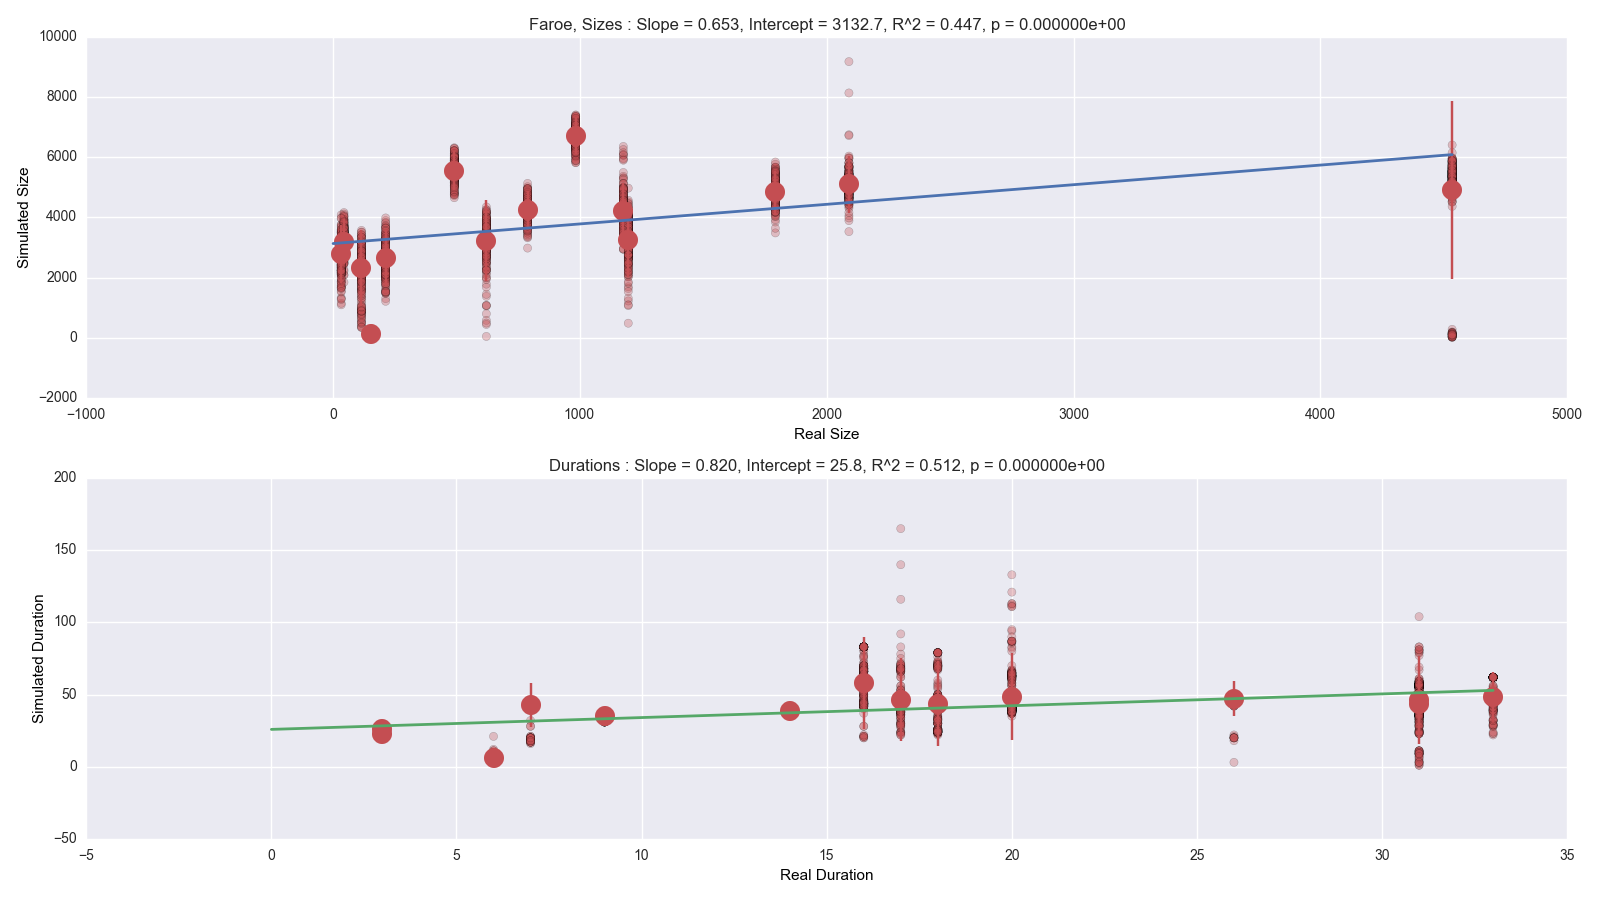 Faroe, Sizes : Slope = 0.653, Intercept = 3132.7, R^2 = 0.447, p = 0.000000e+00
10000
8000
6000
4000
2000
0
−2000
Simulated Size
−1000 0 1000 2000 3000 4000 5000
Real Size
Durations : Slope = 0.820, Intercept = 25.8, R^2 = 0.512, p = 0.000000e+00
200
150
100
50
0
−50
Simulated Duration
−5 0 5 10 15 20 25 30 35
Real Duration